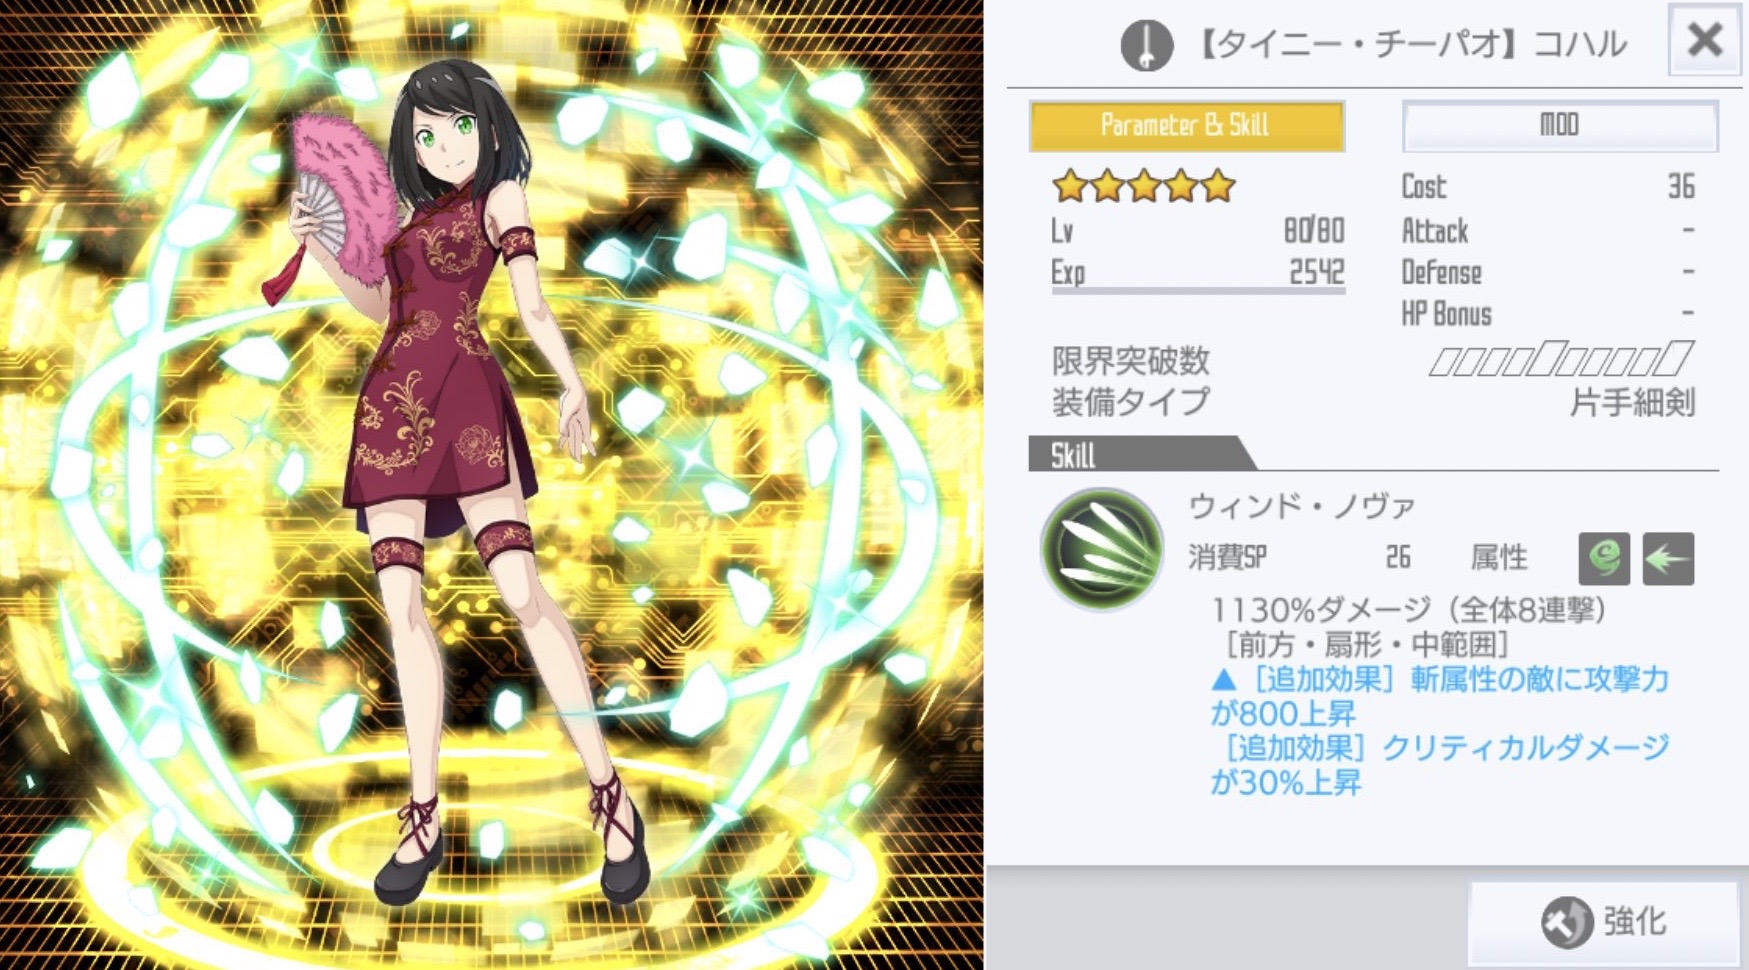 【タイニー・チーパオ】コハル
Parameter & Skill
MOD
Lv 80/80
Exp 2542
Cost 36
Attack -
Defense -
HP Bonus -
限界突破数
装備タイプ 片手細剣
Skill
ウィンド・ノヴァ
消費SP 26 属性
1130%ダメージ（全体8連撃）
［前方・扇形・中範囲］
▲［追加効果］斬属性の敵に攻撃力
が800上昇
［追加効果］クリティカルダメージ
が30%上昇
強化